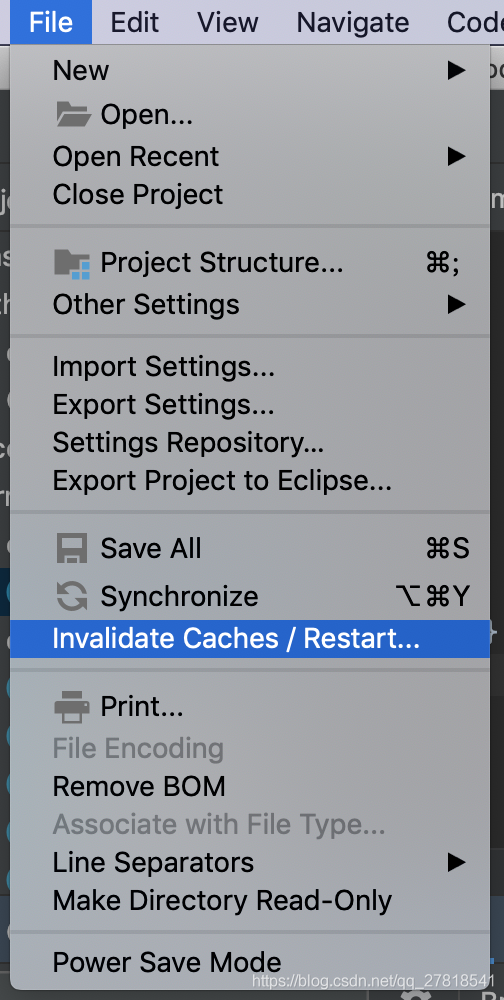 File Edit View Navigate Code
New
Open...
Open Recent
Close Project
Project Structure... ⌘;
Other Settings
Import Settings...
Export Settings...
Settings Repository...
Export Project to Eclipse...
Save All ⌘S
Synchronize ⌥⌘Y
Invalidate Caches / Restart...
Print...
File Encoding
Remove BOM
Associate with File Type...
Line Separators
Make Directory Read-Only
Power Save Mode
https://blog.csdn.net/qq_27818541